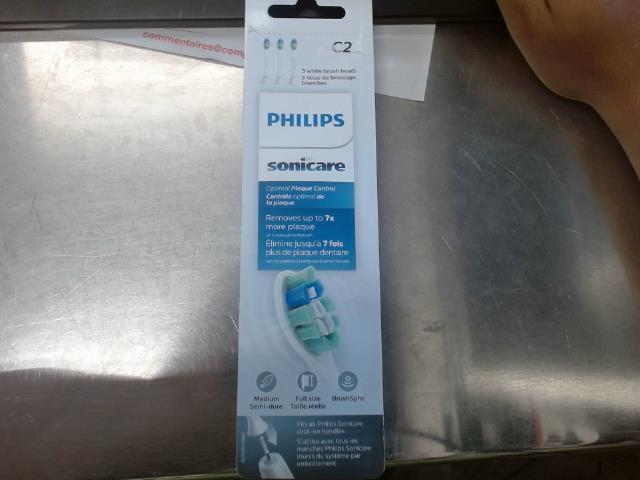 commentaires@com
C2
3 white brush heads
3 têtes de brossage
blanches
PHILIPS
sonicare
Optimal Plaque Control
Contrôle optimal de
la plaque
Removes up to 7x
more plaque
Élimine jusqu'à 7 fois
plus de plaque dentaire
Medium
Semi-dure
Full size
Taille réelle
BrushSync
Fits all Philips Sonicare
click-on handles
S'utilise avec tous les
manches Philips Sonicare
munis du système par
emboîtement